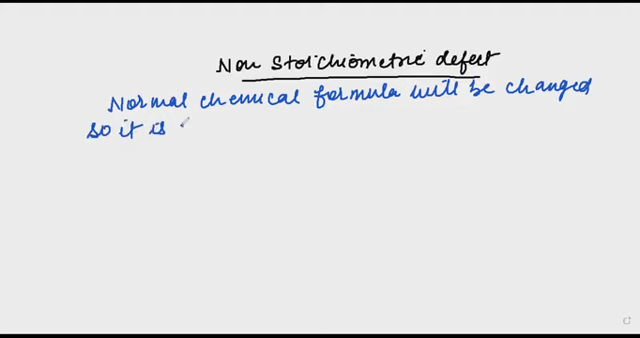 Non Stoichiometric defect
Normal chemical formula will be changed
so it is